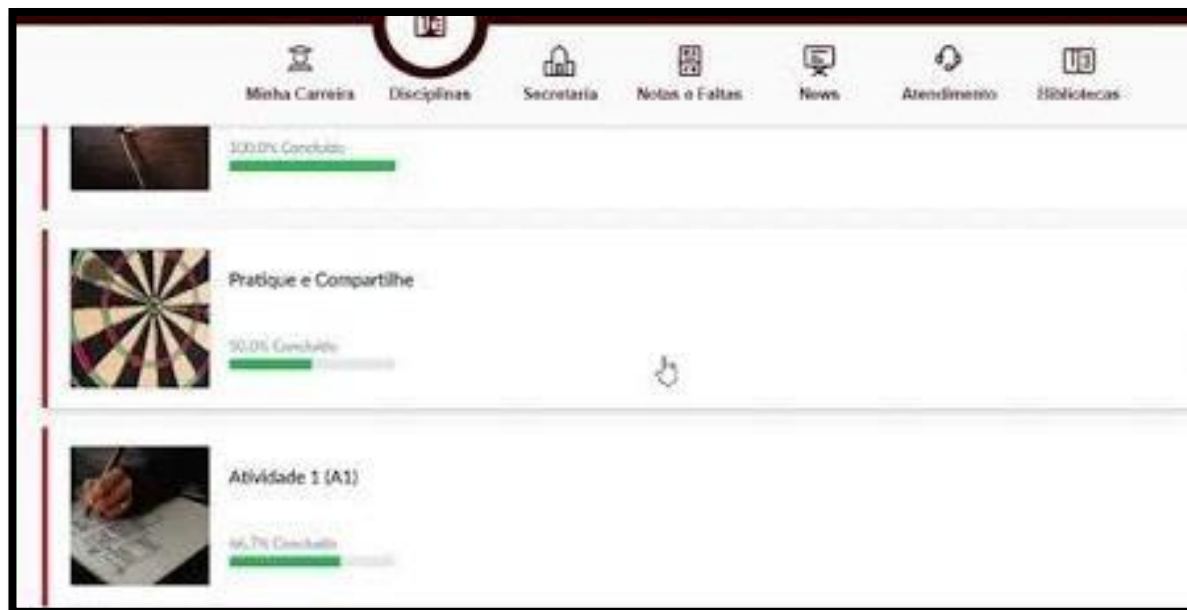 Minha Carreira
Disciplinas
Secretaria
Notas e Faltas
News
Atendimento
Bibliotecas
100.0% Concluído
Pratique e Compartilhe
50.0% Concluído
Atividade 1 (A1)
66.7% Concluído